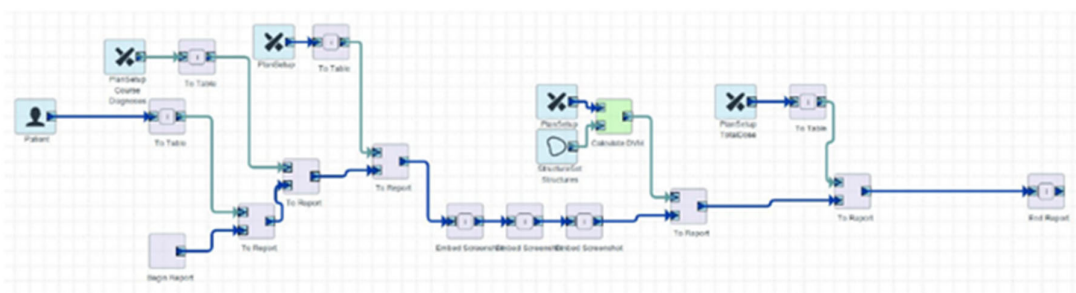 PlanSetup
Course
Diagnoses
To Table
PlanSetup
To Table
Patient
To Table
To Report
To Report
To Report
Begin Report
Embed Screenshot
Embed Screenshot
Embed Screenshot
PlanSetup
StructureSet
Structures
Calculate DVH
To Report
PlanSetup
TotalDose
To Table
To Report
End Report